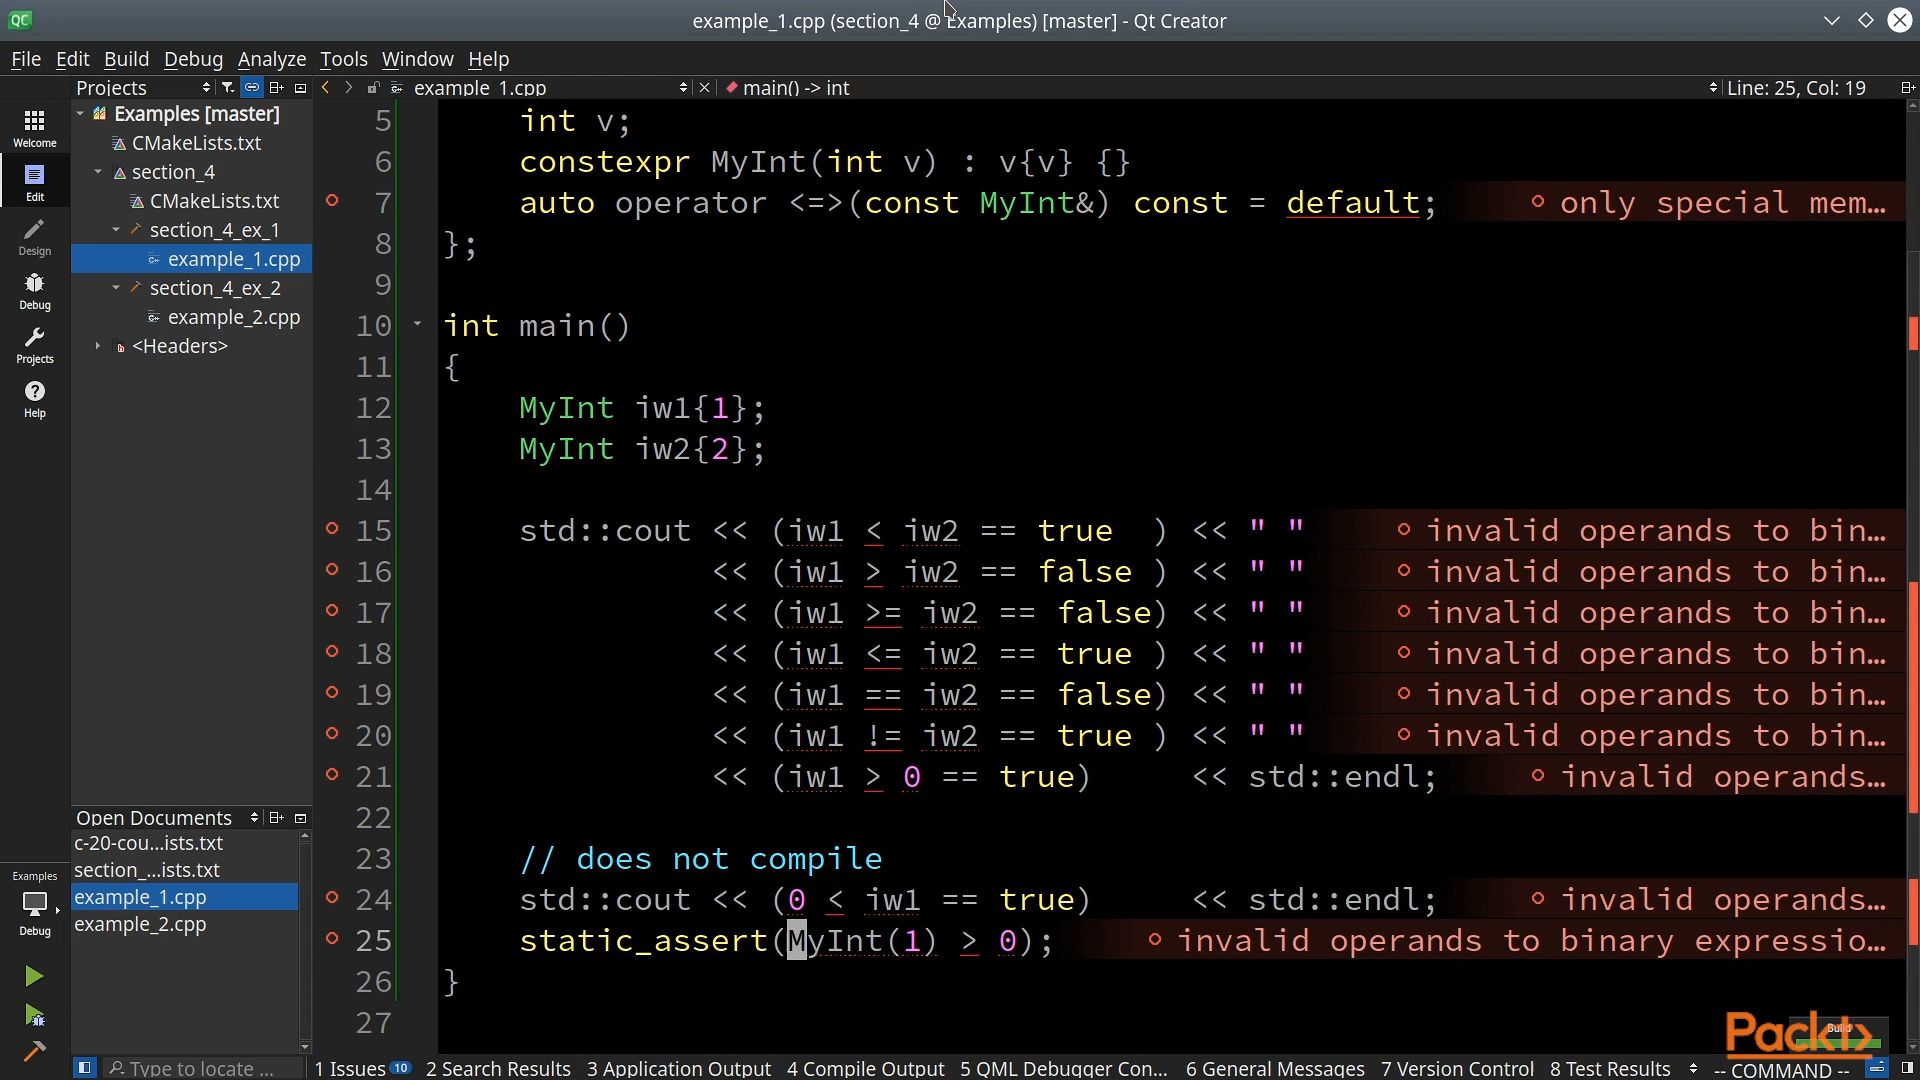 example_1.cpp (section_4 @ Examples) [master] - Qt Creator
File Edit Build Debug Analyze Tools Window Help
Projects
example_1.cpp
main() -> int
Line: 25, Col: 19
Welcome
Edit
Design
Debug
Projects
Help
Examples [master]
CMakeLists.txt
section_4
CMakeLists.txt
section_4_ex_1
example_1.cpp
section_4_ex_2
example_2.cpp
<Headers>
5 int v;
6 constexpr MyInt(int v) : v{v} {}
7 auto operator <=>(const MyInt&) const = default; only special mem…
8 };
9
10 int main()
11 {
12 MyInt iw1{1};
13 MyInt iw2{2};
14
15 std::cout << (iw1 < iw2 == true  ) << " " invalid operands to bin…
16 << (iw1 > iw2 == false ) << " " invalid operands to bin…
17 << (iw1 >= iw2 == false) << " " invalid operands to bin…
18 << (iw1 <= iw2 == true ) << " " invalid operands to bin…
19 << (iw1 == iw2 == false) << " " invalid operands to bin…
20 << (iw1 != iw2 == true ) << " " invalid operands to bin…
21 << (iw1 > 0 == true) << std::endl; invalid operands…
22
23 // does not compile
24 std::cout << (0 < iw1 == true) << std::endl; invalid operands…
25 static_assert(MyInt(1) > 0); invalid operands to binary expressio…
26 }
27
Open Documents
c-20-cou...ists.txt
section_...ists.txt
example_1.cpp
example_2.cpp
Examples
Debug
Build
Packt>
Type to locate ...
1 Issues 10 2 Search Results 3 Application Output 4 Compile Output 5 QML Debugger Con... 6 General Messages 7 Version Control 8 Test Results -- COMMAND --